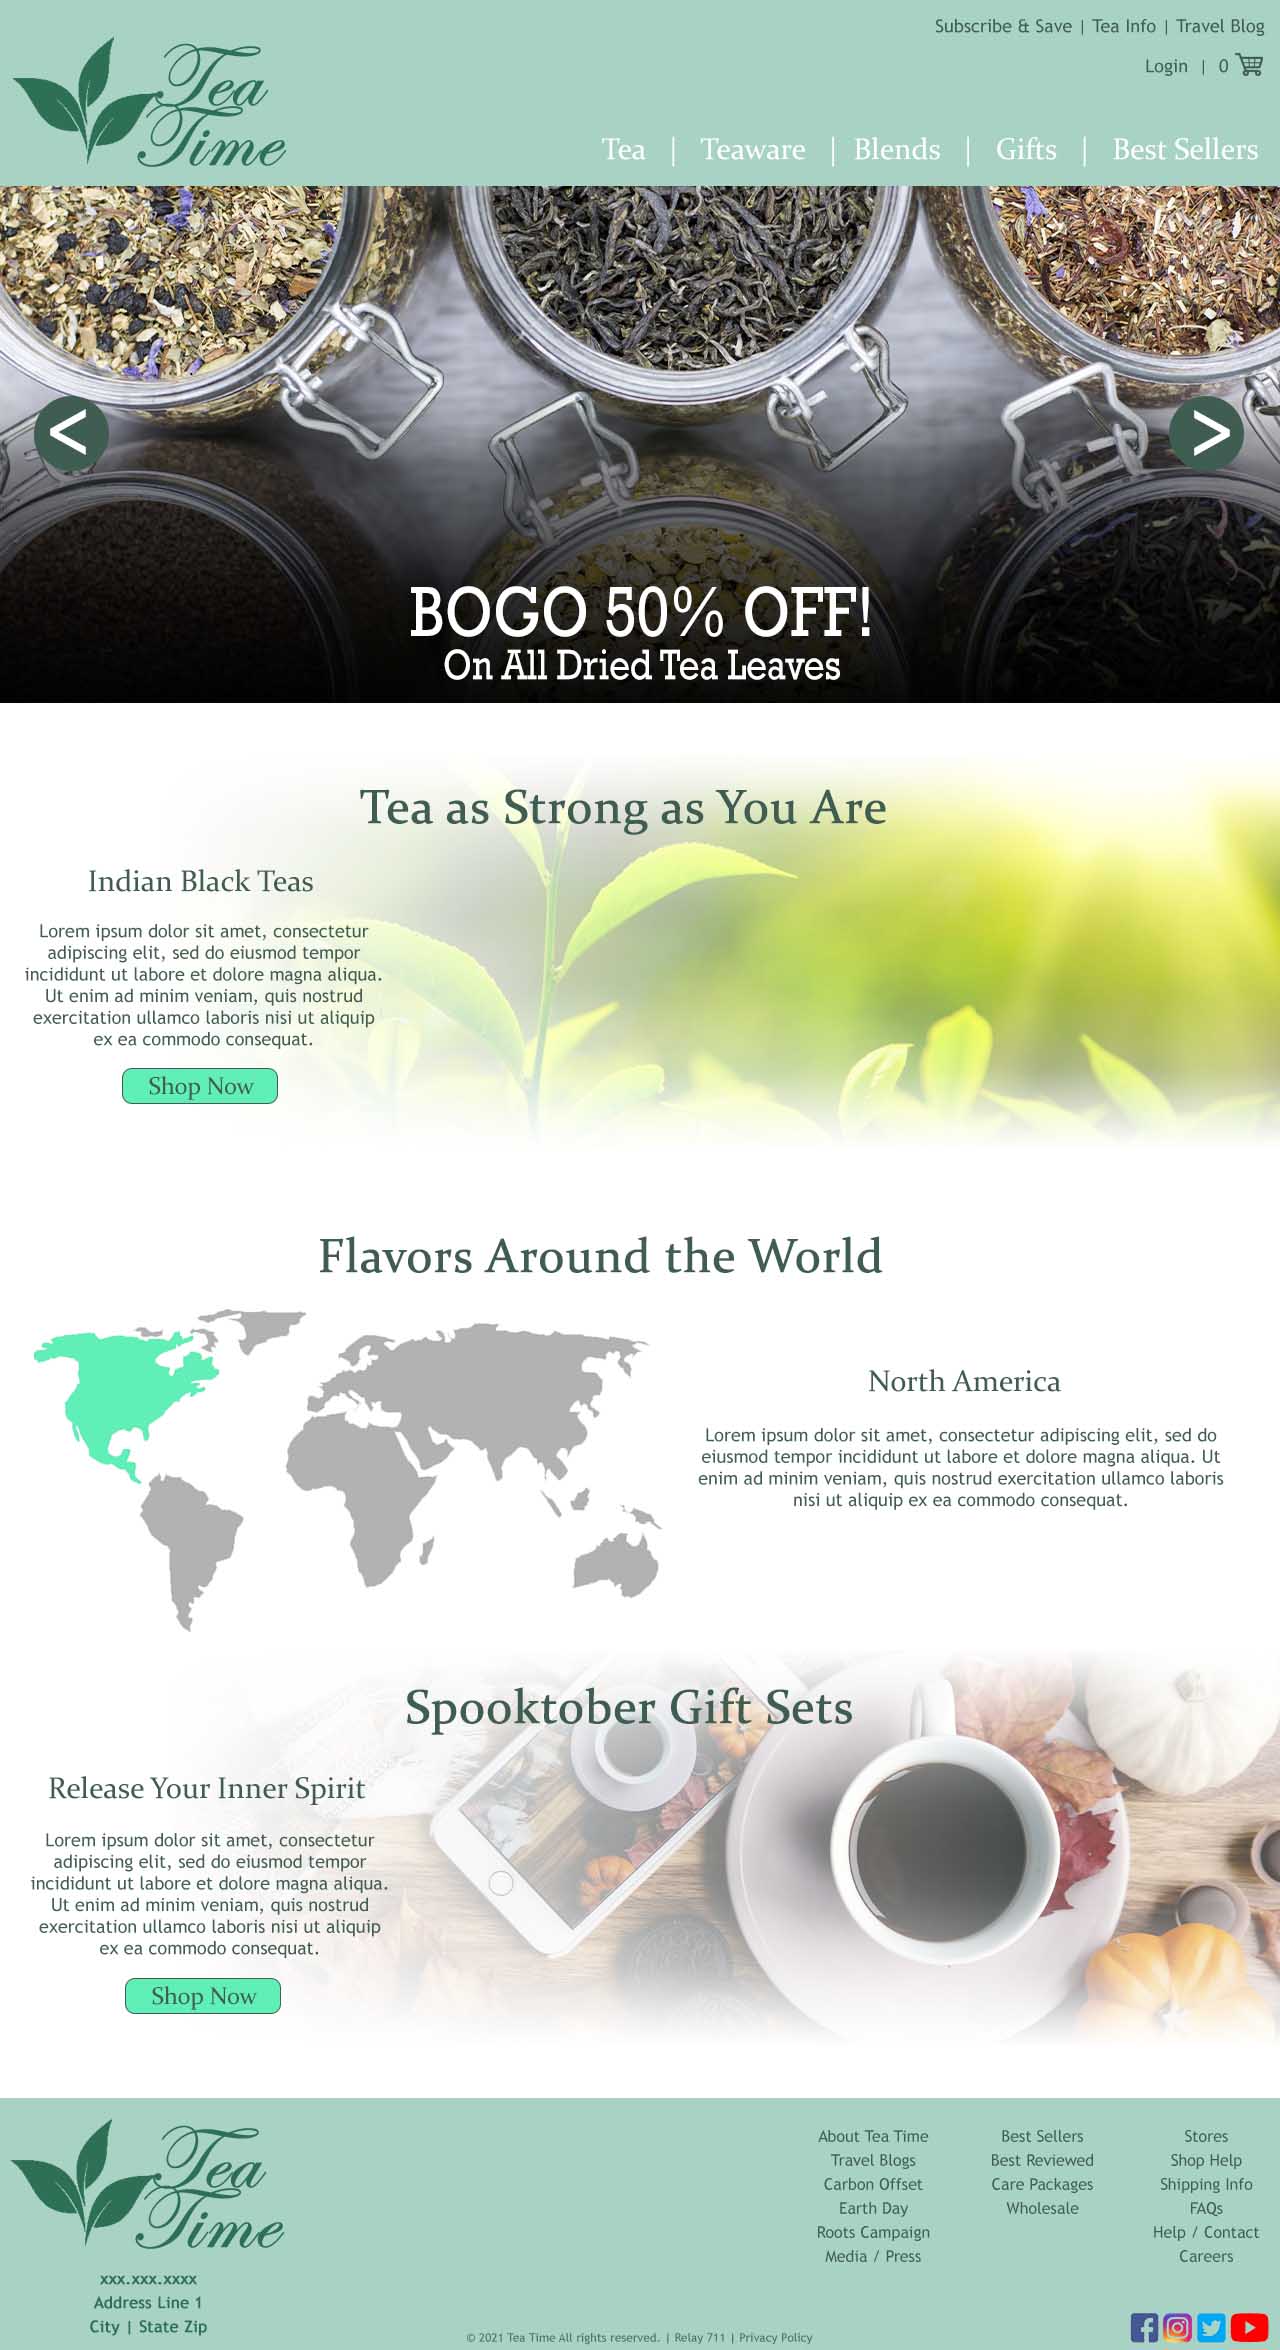 Subscribe & Save | Tea Info | Travel Blog
Login | 0
Tea Time
Tea | Teaware | Blends | Gifts | Best Sellers
< >
BOGO 50% OFF!
On All Dried Tea Leaves
Tea as Strong as You Are
Indian Black Teas
Lorem ipsum dolor sit amet, consectetur
adipiscing elit, sed do eiusmod tempor
incididunt ut labore et dolore magna aliqua.
Ut enim ad minim veniam, quis nostrud
exercitation ullamco laboris nisi ut aliquip
ex ea commodo consequat.
Shop Now
Flavors Around the World
North America
Lorem ipsum dolor sit amet, consectetur adipiscing elit, sed do
eiusmod tempor incididunt ut labore et dolore magna aliqua. Ut
enim ad minim veniam, quis nostrud exercitation ullamco laboris
nisi ut aliquip ex ea commodo consequat.
Spooktober Gift Sets
Release Your Inner Spirit
Lorem ipsum dolor sit amet, consectetur
adipiscing elit, sed do eiusmod tempor
incididunt ut labore et dolore magna aliqua.
Ut enim ad minim veniam, quis nostrud
exercitation ullamco laboris nisi ut aliquip
ex ea commodo consequat.
Shop Now
Tea Time
xxx.xxx.xxxx
Address Line 1
City | State Zip
About Tea Time
Travel Blogs
Carbon Offset
Earth Day
Roots Campaign
Media / Press
Best Sellers
Best Reviewed
Care Packages
Wholesale
Stores
Shop Help
Shipping Info
FAQs
Help / Contact
Careers
© 2021 Tea Time All rights reserved. | Relay 711 | Privacy Policy